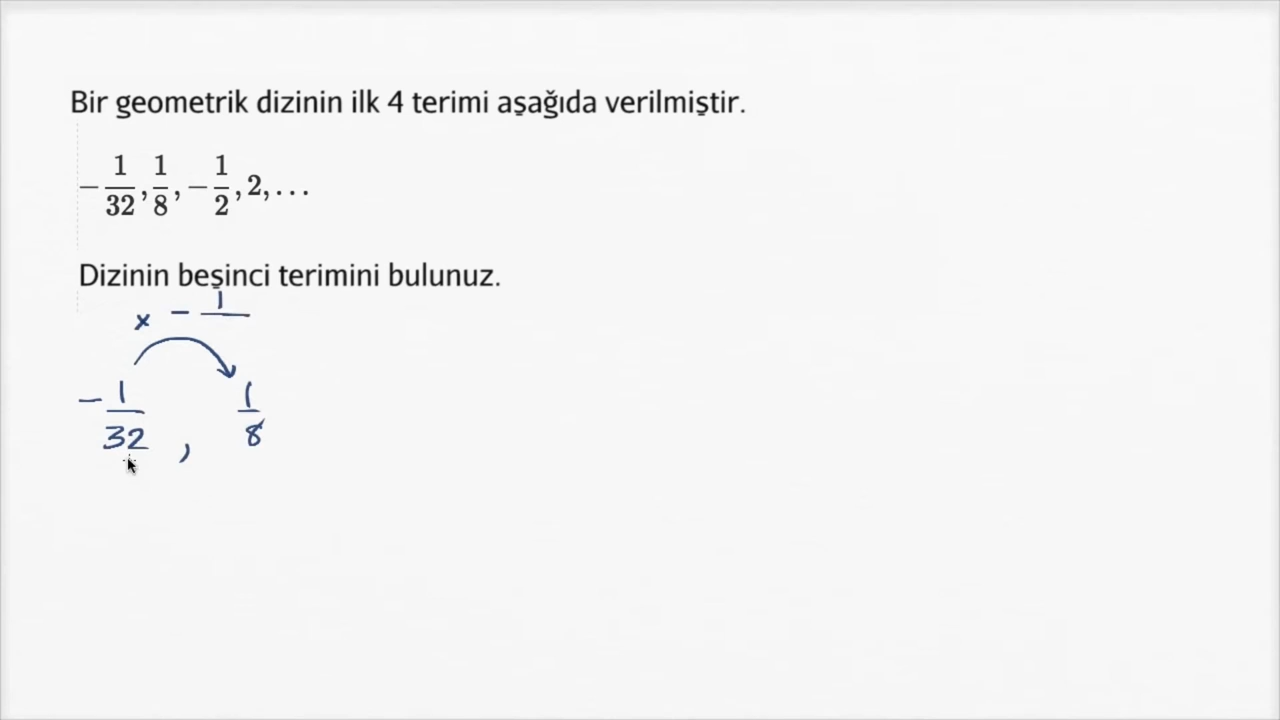 Bir geometrik dizinin ilk 4 terimi aşağıda verilmiştir.
−1/32, 1/8, −1/2, 2, ...
Dizinin beşinci terimini bulunuz.
× − 1/
−1/32, 1/8